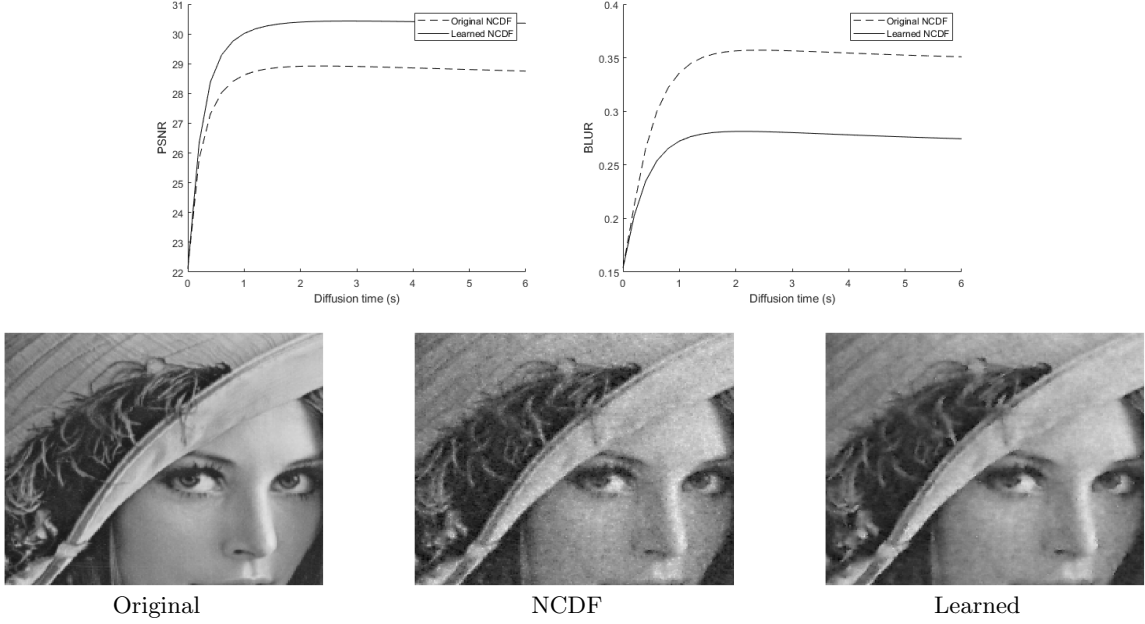 31
30
29
28
27
26
25
24
23
22
PSNR
0 1 2 3 4 5 6
Diffusion time (s)
Original NCDF
Learned NCDF
0.4
0.35
0.3
0.25
0.2
0.15
BLUR
0 1 2 3 4 5 6
Diffusion time (s)
Original NCDF
Learned NCDF
Original
NCDF
Learned